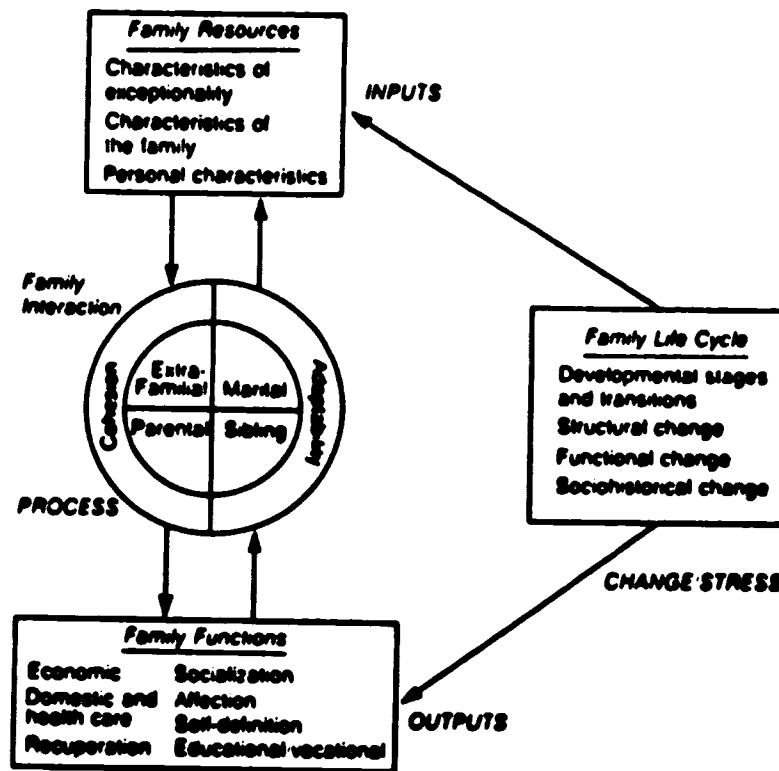 Family Resources
Characteristics of
exceptionality
Characteristics of
the family
Personal characteristics
INPUTS
Family
Interaction
Cohesion
Extra-
Familial
Marital
Adaptability
Parental
Sibling
PROCESS
Family Life Cycle
Developmental stages
and transitions
Structural change
Functional change
Sociohistorical change
CHANGE/STRESS
Family Functions
Economic
Socialization
Domestic and
health care
Affection
Self-definition
Recuperation
Educational/vocational
OUTPUTS